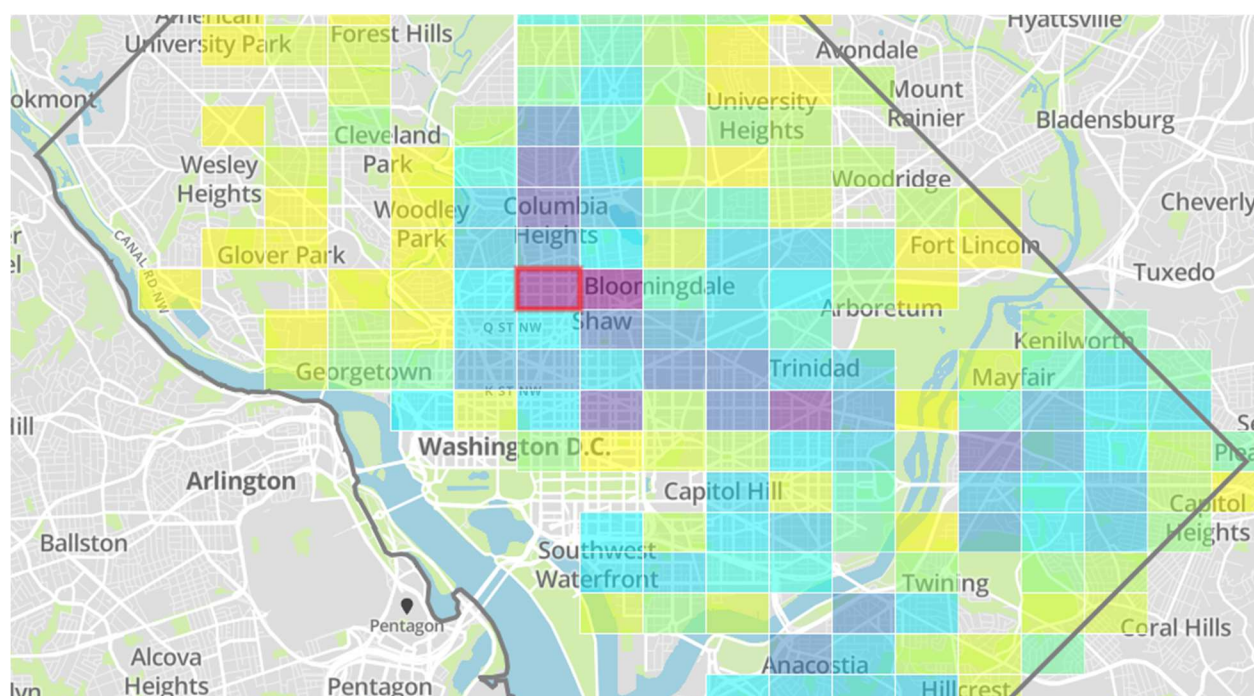 American
University Park
Forest Hills
Hyattsville
Avondale
okmont
University
Heights
Mount
Rainier
Bladensburg
Cleveland
Park
Wesley
Heights
Woodridge
Cheverly
Woodley
Park
Columbia
Heights
CANAL RD NW
Glover Park
Fort Lincoln
Tuxedo
Bloomingdale
Arboretum
Q ST NW
Shaw
Kenilworth
Georgetown
Trinidad
Mayfair
K ST NW
Washington D.C.
Arlington
Capitol Hill
Capitol
Heights
Ballston
Southwest
Waterfront
Twining
Pentagon
Coral Hills
Alcova
Heights
Anacostia
Pentagon
Hillcrest